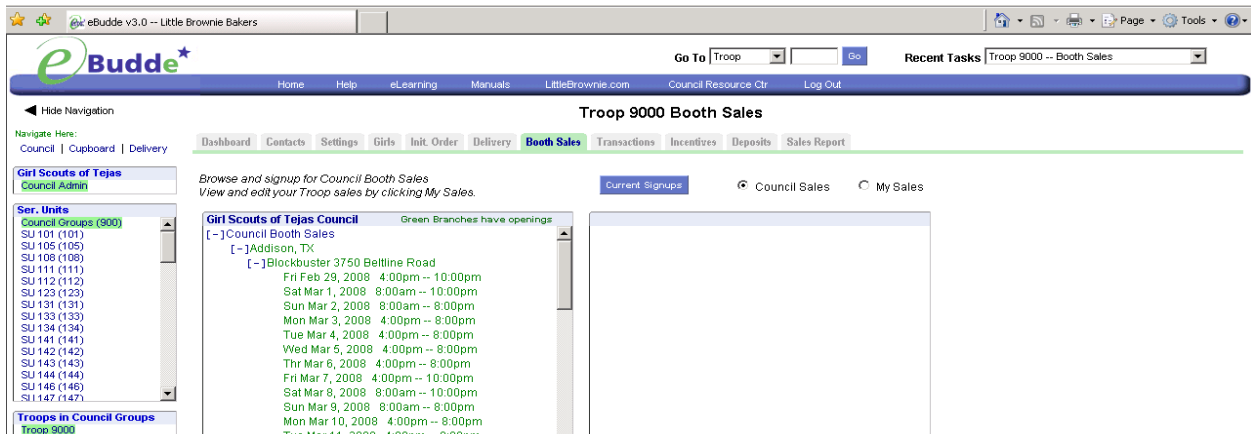 eBudde v3.0 -- Little Brownie Bakers
Page
Tools
eBudde
Go To Troop Go
Recent Tasks Troop 9000 -- Booth Sales
Home Help eLearning Manuals LittleBrownie.com Council Resource Ctr Log Out
Hide Navigation
Troop 9000 Booth Sales
Navigate Here:
Council | Cupboard | Delivery
Dashboard Contacts Settings Girls Init. Order Delivery Booth Sales Transactions Incentives Deposits Sales Report
Girl Scouts of Tejas
Council Admin
Browse and signup for Council Booth Sales
View and edit your Troop sales by clicking My Sales.
Current Signups
Council Sales
My Sales
Ser. Units
Council Groups (900)
SU 101 (101)
SU 105 (105)
SU 108 (108)
SU 111 (111)
SU 112 (112)
SU 123 (123)
SU 131 (131)
SU 133 (133)
SU 134 (134)
SU 141 (141)
SU 142 (142)
SU 143 (143)
SU 144 (144)
SU 146 (146)
SU 147 (147)
Troops in Council Groups
Troop 9000
Girl Scouts of Tejas Council Green Branches have openings
[-]Council Booth Sales
[-]Addison, TX
[-]Blockbuster 3750 Beltline Road
Fri Feb 29, 2008 4:00pm -- 10:00pm
Sat Mar 1, 2008 8:00am -- 10:00pm
Sun Mar 2, 2008 8:00am -- 8:00pm
Mon Mar 3, 2008 4:00pm -- 8:00pm
Tue Mar 4, 2008 4:00pm -- 8:00pm
Wed Mar 5, 2008 4:00pm -- 8:00pm
Thr Mar 6, 2008 4:00pm -- 8:00pm
Fri Mar 7, 2008 4:00pm -- 10:00pm
Sat Mar 8, 2008 8:00am -- 10:00pm
Sun Mar 9, 2008 8:00am -- 8:00pm
Mon Mar 10, 2008 4:00pm -- 8:00pm